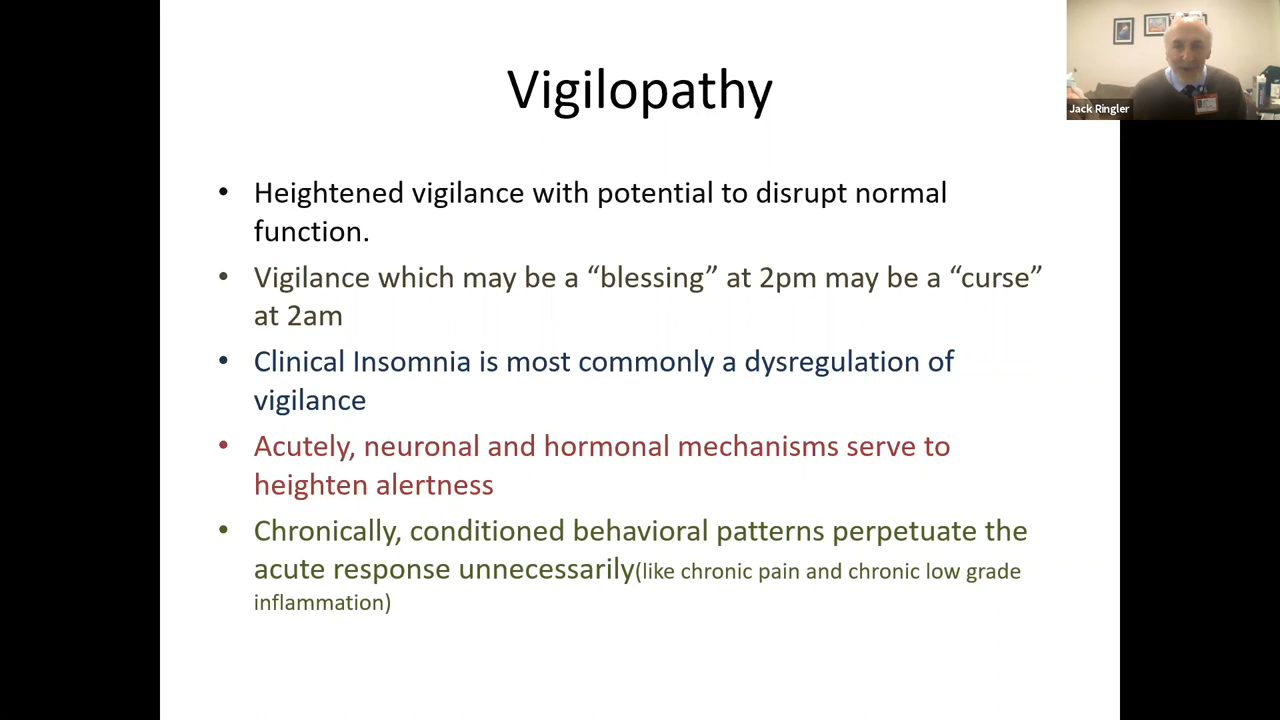 Vigilopathy
Jack Ringler
• Heightened vigilance with potential to disrupt normal
function.
• Vigilance which may be a “blessing” at 2pm may be a “curse”
at 2am
• Clinical Insomnia is most commonly a dysregulation of
vigilance
• Acutely, neuronal and hormonal mechanisms serve to
heighten alertness
• Chronically, conditioned behavioral patterns perpetuate the
acute response unnecessarily(like chronic pain and chronic low grade
inflammation)